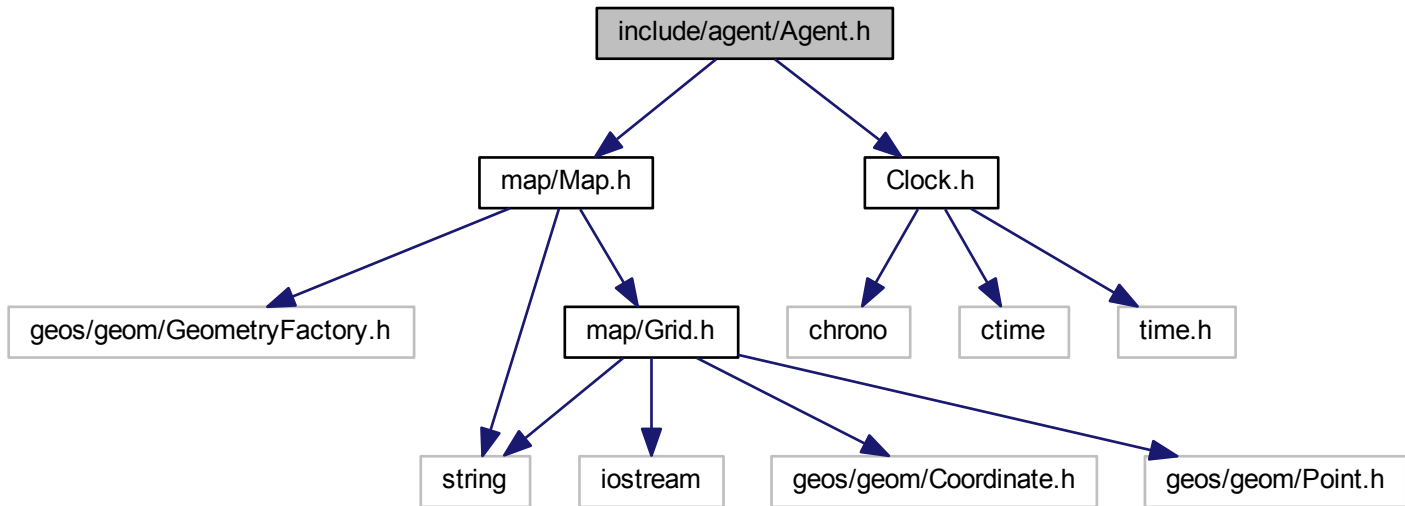 include/agent/Agent.h
map/Map.h
Clock.h
geos/geom/GeometryFactory.h
map/Grid.h
chrono
ctime
time.h
string
iostream
geos/geom/Coordinate.h
geos/geom/Point.h